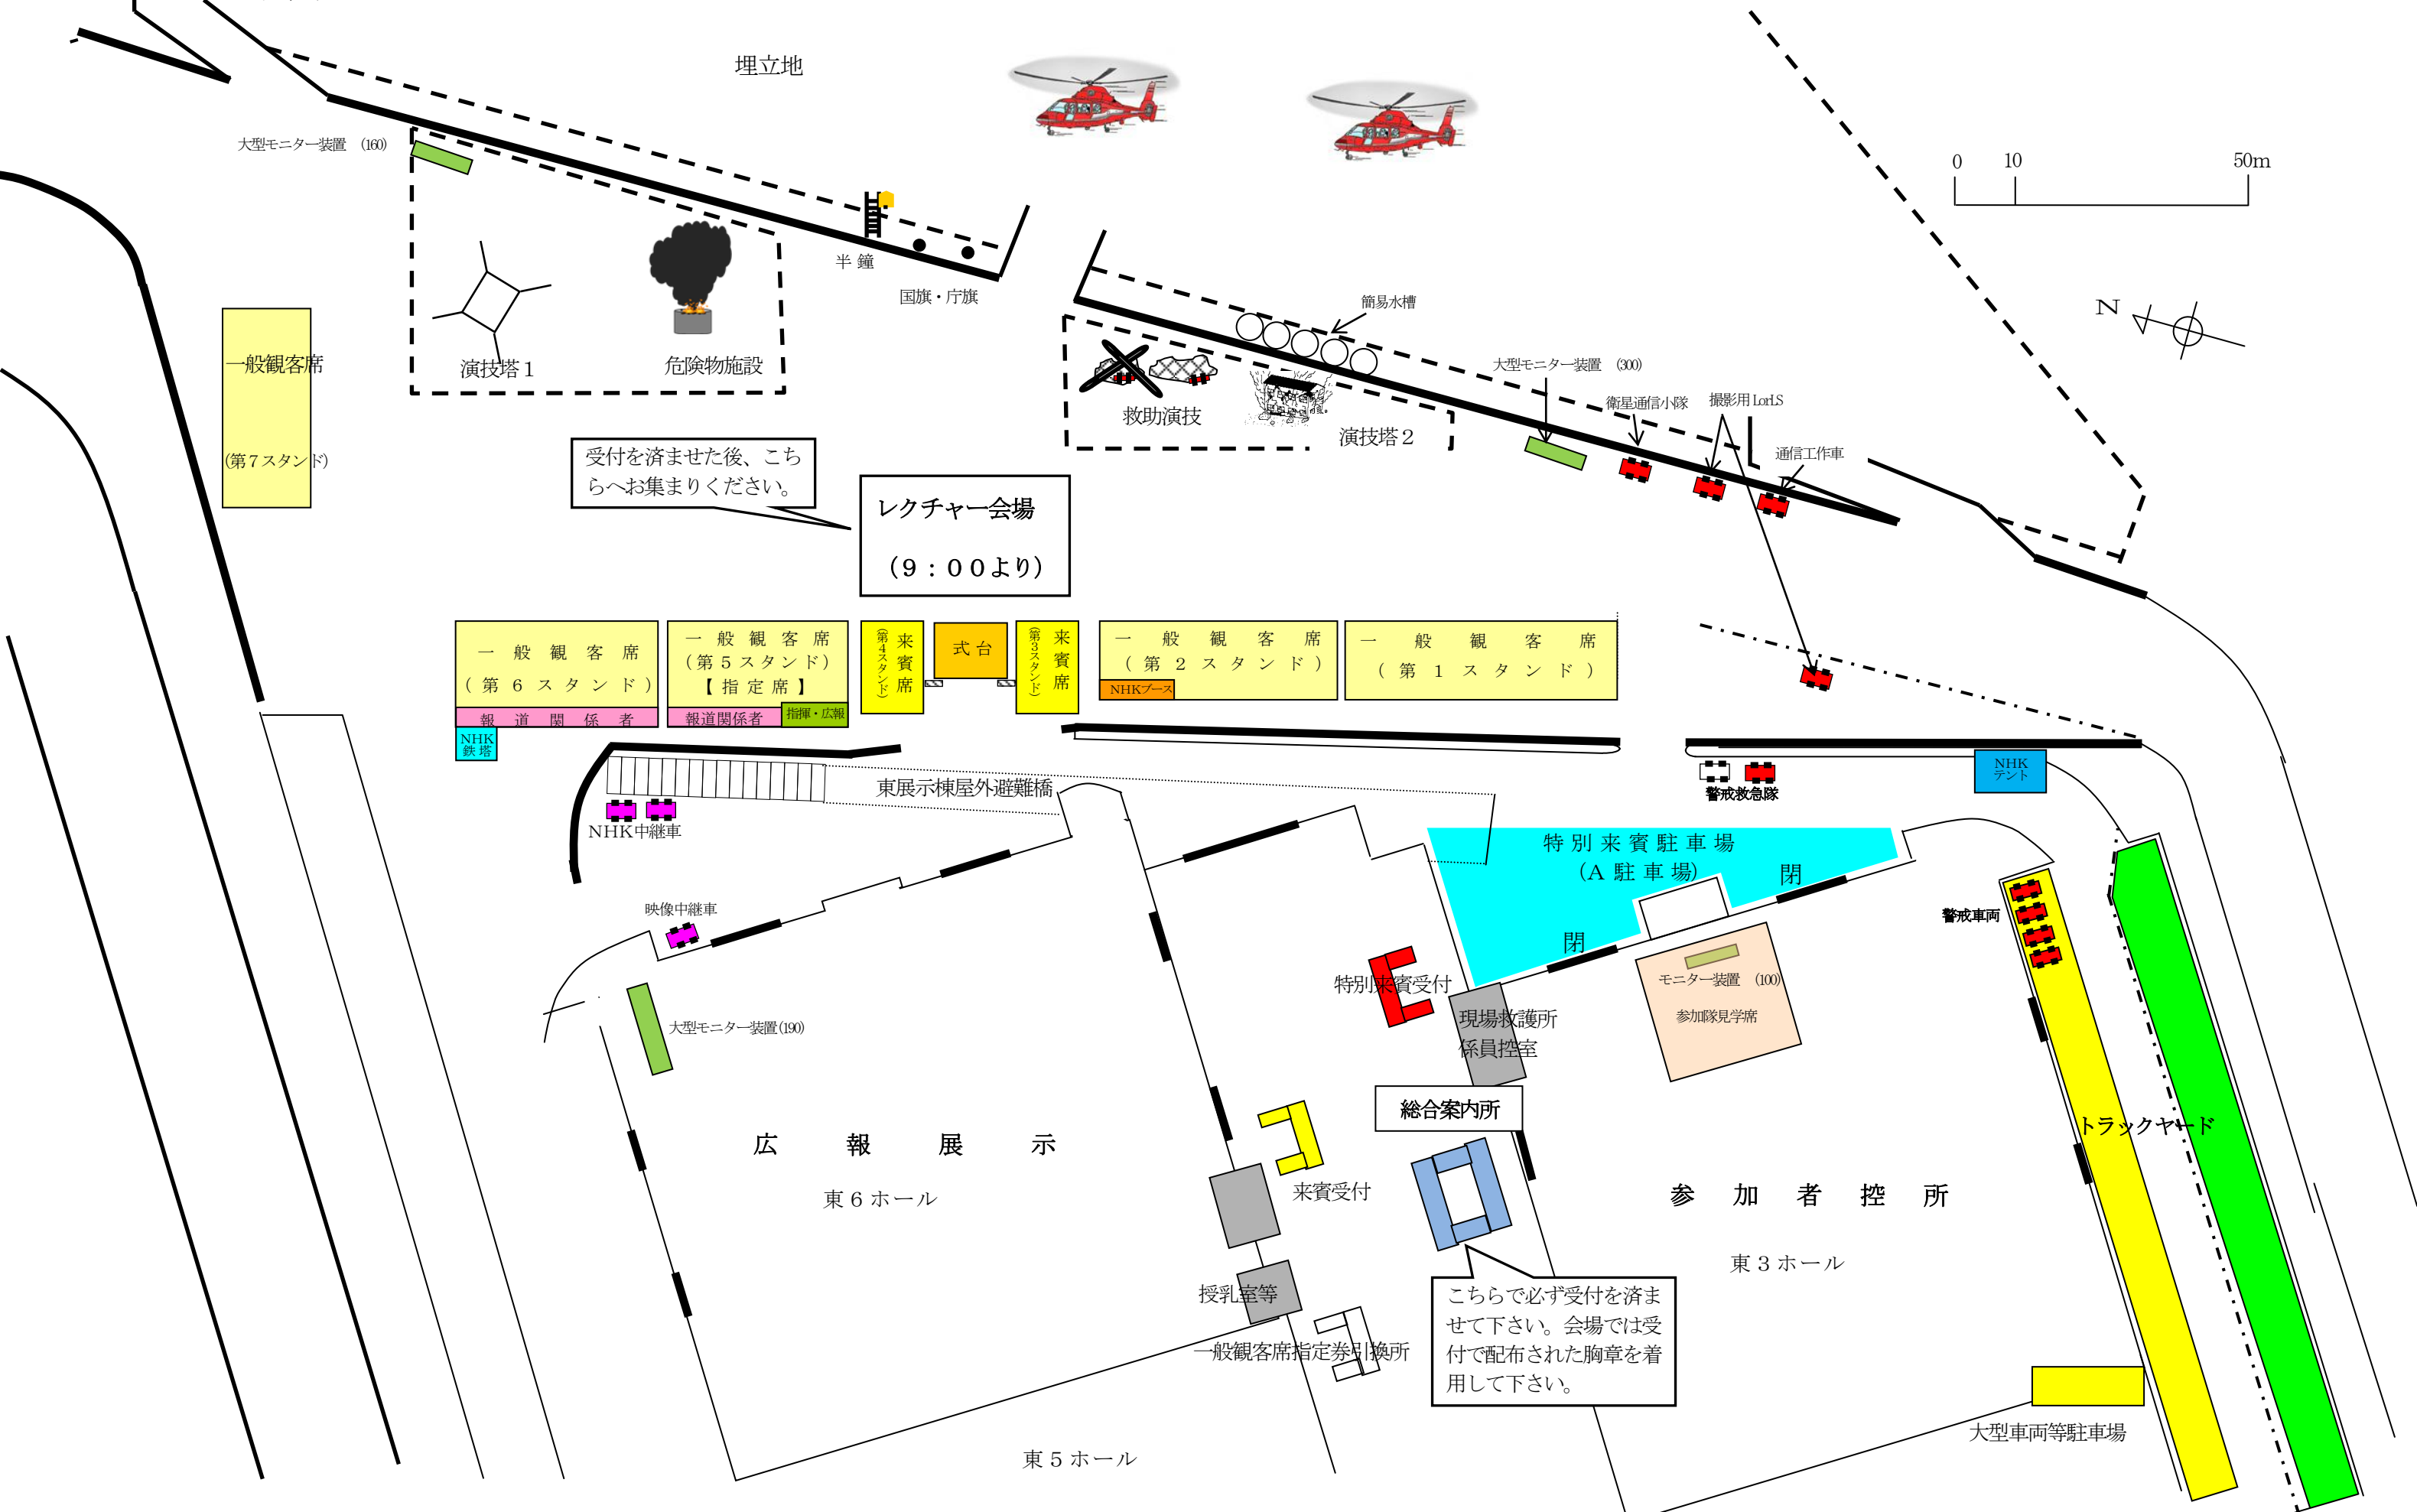 埋立地
大型モニター装置 (160)
0 10 50m
半 鐘
国旗・庁旗
簡易水槽
N
一般観客席
(第７スタンド)
演技塔１
危険物施設
救助演技
演技塔２
大型モニター装置 (300)
衛星通信小隊
撮影用 LorLS
通信工作車
受付を済ませた後、こち
らへお集まりください。
レクチャー会場
（９：００より）
一般観客席
（第６スタンド）
報道関係者
NHK
鉄塔
一般観客席
（第５スタンド）
【指定席】
報道関係者
指揮・広報
来賓席
(第4スタンド)
式台
来賓席
(第3スタンド)
一般観客席
（第２スタンド）
NHKブース
一般観客席
（第１スタンド）
東展示棟屋外避難橋
NHK中継車
警戒救急隊
NHK
テント
特別来賓駐車場
（A駐車場）
閉
閉
映像中継車
警戒車両
大型モニター装置(190)
特別来賓受付
現場救護所
係員控室
モニター装置 (100)
参加隊見学席
総合案内所
トラックヤード
広報展示
東６ホール
来賓受付
参加者控所
東３ホール
授乳室等
一般観客席指定券引換所
こちらで必ず受付を済ま
せて下さい。会場では受
付で配布された胸章を着
用して下さい。
大型車両等駐車場
東５ホール